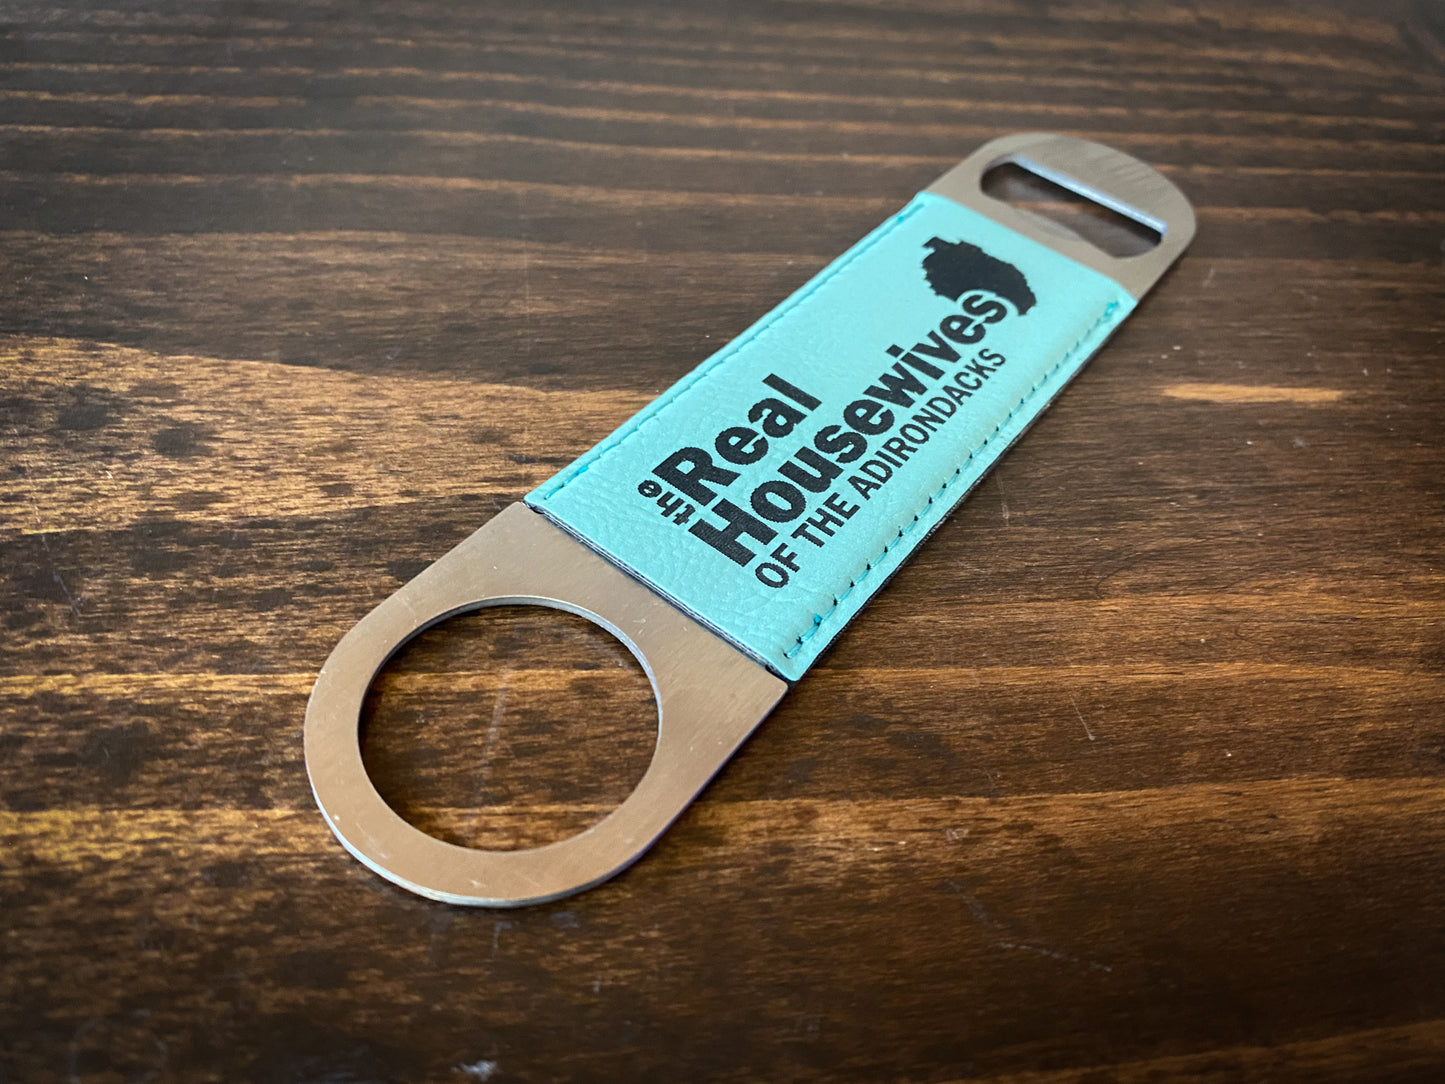 the Real
Housewives
OF THE ADIRONDACKS